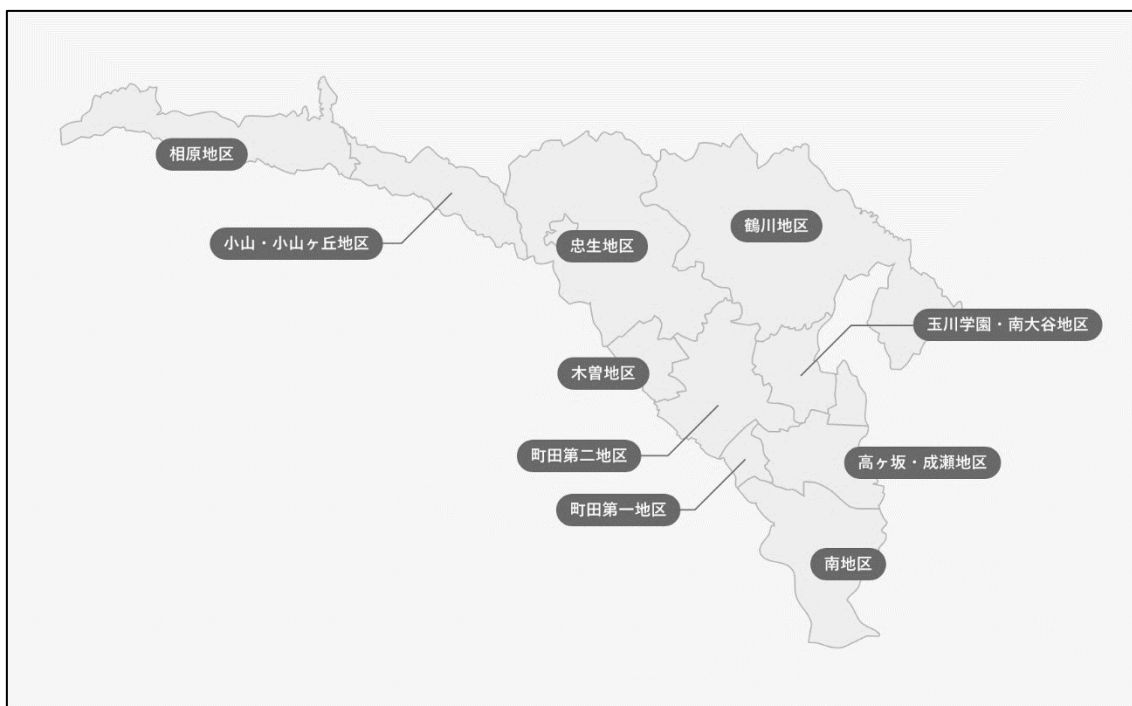 相原地区
鶴川地区
小山・小山ヶ丘地区
忠生地区
玉川学園・南大谷地区
木曽地区
町田第二地区
高ヶ坂・成瀬地区
町田第一地区
南地区